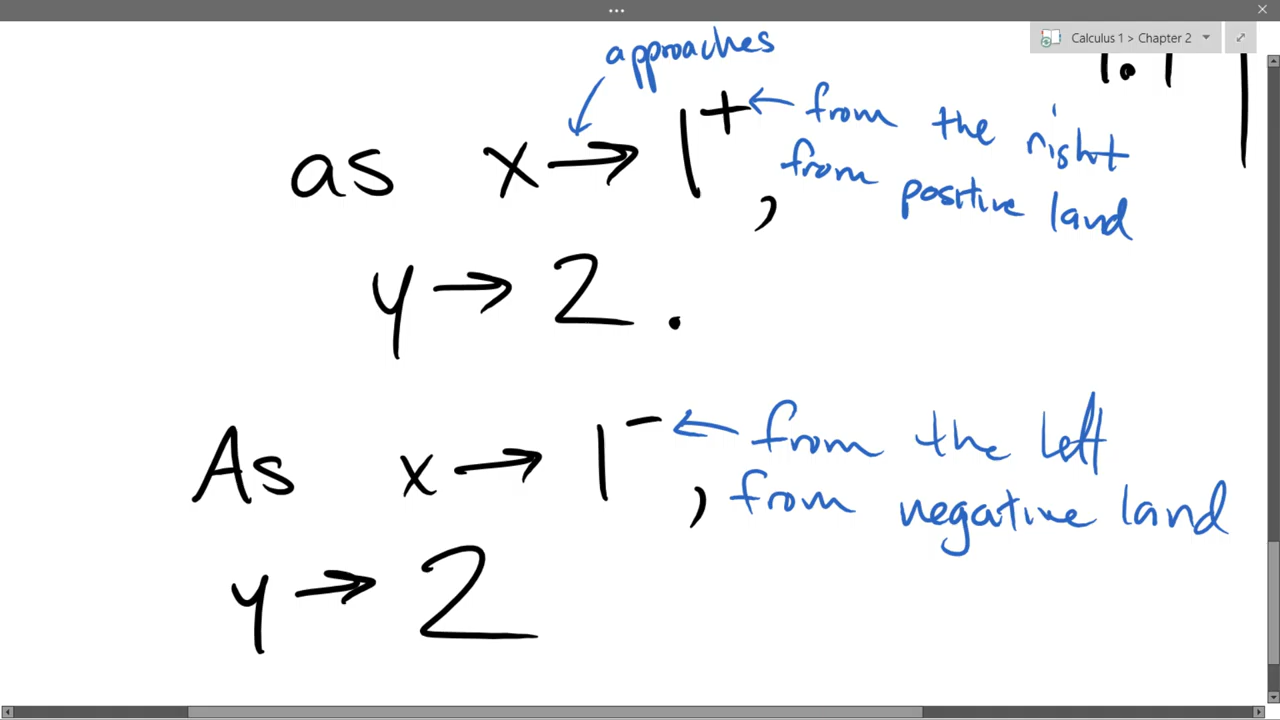 ...
Calculus 1 > Chapter 2
approaches
as x → 1⁺, ← from the right
from positive land
y → 2.
As x → 1⁻, ← from the left
from negative land
y → 2